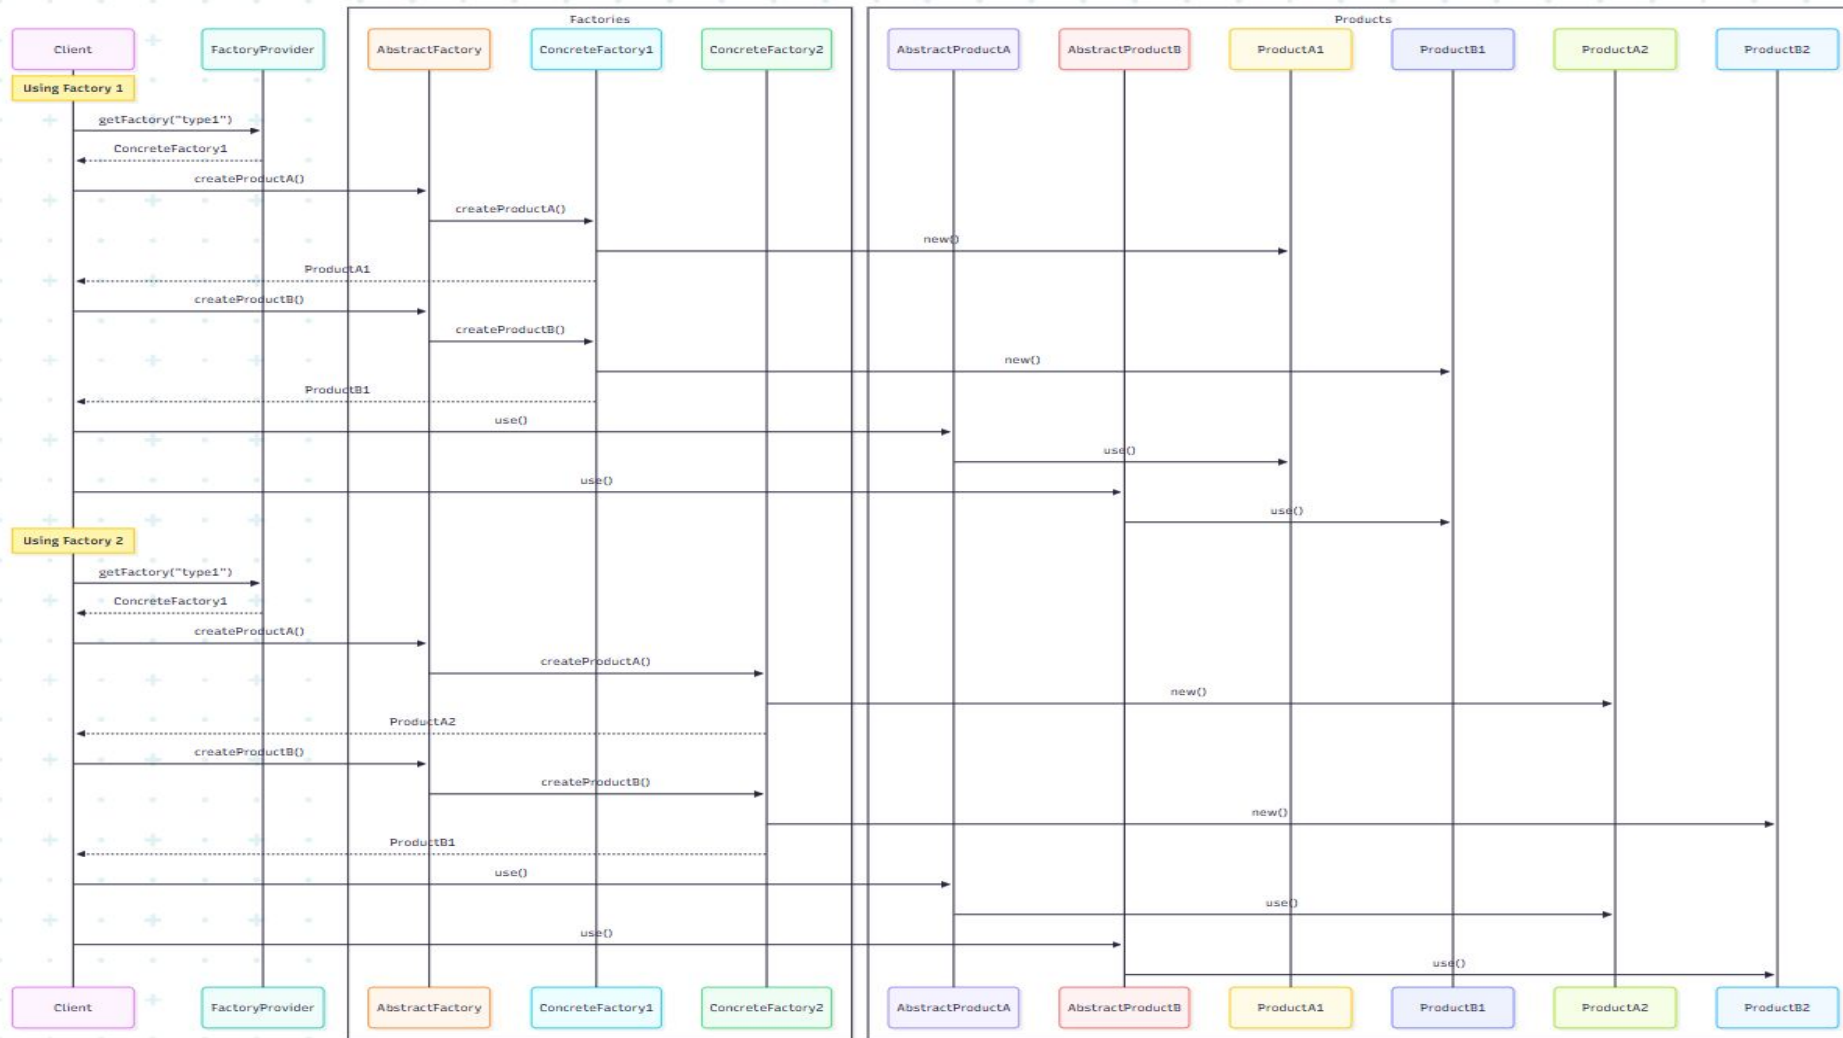 Factories
Products
Client
FactoryProvider
AbstractFactory
ConcreteFactory1
ConcreteFactory2
AbstractProductA
AbstractProductB
ProductA1
ProductB1
ProductA2
ProductB2
Using Factory 1
getFactory("type1")
ConcreteFactory1
createProductA()
createProductA()
new()
ProductA1
createProductB()
createProductB()
new()
ProductB1
use()
use()
use()
use()
Using Factory 2
getFactory("type1")
ConcreteFactory1
createProductA()
createProductA()
new()
ProductA2
createProductB()
createProductB()
new()
ProductB1
use()
use()
use()
use()
Client
FactoryProvider
AbstractFactory
ConcreteFactory1
ConcreteFactory2
AbstractProductA
AbstractProductB
ProductA1
ProductB1
ProductA2
ProductB2